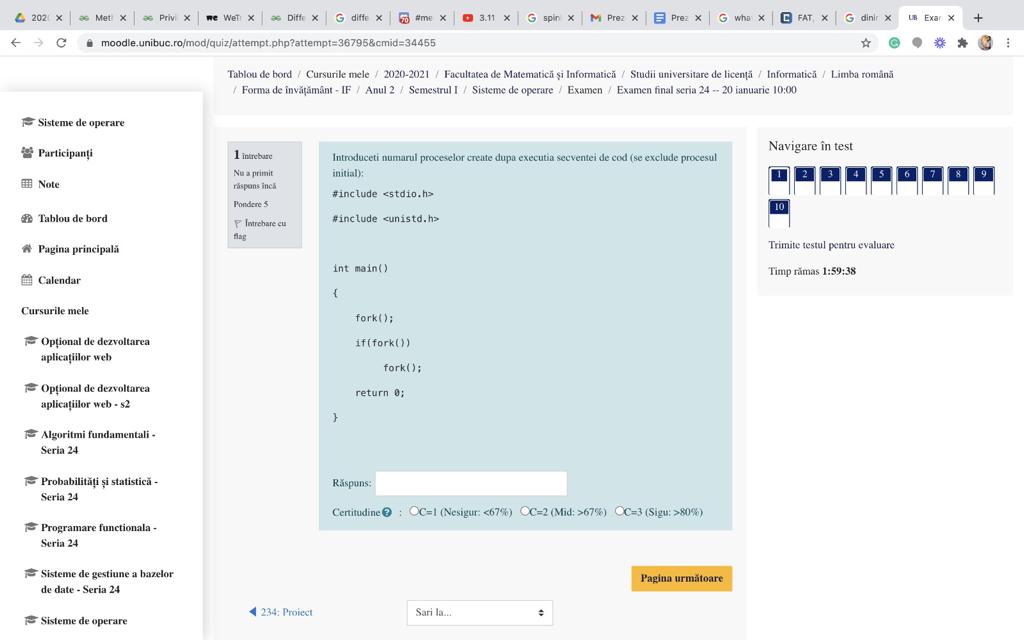 202(
Metl
Privi
WeTr
Diffe
diffe
#me
3.11
spin
Prez
Prez
wha
FAT,
dinir
Exar
moodle.unibuc.ro/mod/quiz/attempt.php?attempt=36795&cmid=34455
Tablou de bord / Cursurile mele / 2020-2021 / Facultatea de Matematică și Informatică / Studii universitare de licență / Informatică / Limba română
/ Forma de învățământ - IF / Anul 2 / Semestrul I / Sisteme de operare / Examen / Examen final seria 24 -- 20 ianuarie 10:00
Sisteme de operare
Participanți
Note
Tablou de bord
Pagina principală
Calendar
Cursurile mele
Opțional de dezvoltarea
aplicațiilor web
Opțional de dezvoltarea
aplicațiilor web - s2
Algoritmi fundamentali -
Seria 24
Probabilități și statistică -
Seria 24
Programare functionala -
Seria 24
Sisteme de gestiune a bazelor
de date - Seria 24
Sisteme de operare
1 întrebare
Nu a primit
răspuns încă
Pondere 5
Întrebare cu
flag
Introduceti numarul proceselor create dupa executia secventei de cod (se exclude procesul
initial):
#include <stdio.h>
#include <unistd.h>
int main()
{
fork();
if(fork())
fork();
return 0;
}
Răspuns:
Certitudine ? : C=1 (Nesigur: <67%) C=2 (Mid: >67%) C=3 (Sigu: >80%)
Pagina următoare
234: Proiect
Sari la...
Navigare în test
1 2 3 4 5 6 7 8 9
10
Trimite testul pentru evaluare
Timp rămas 1:59:38